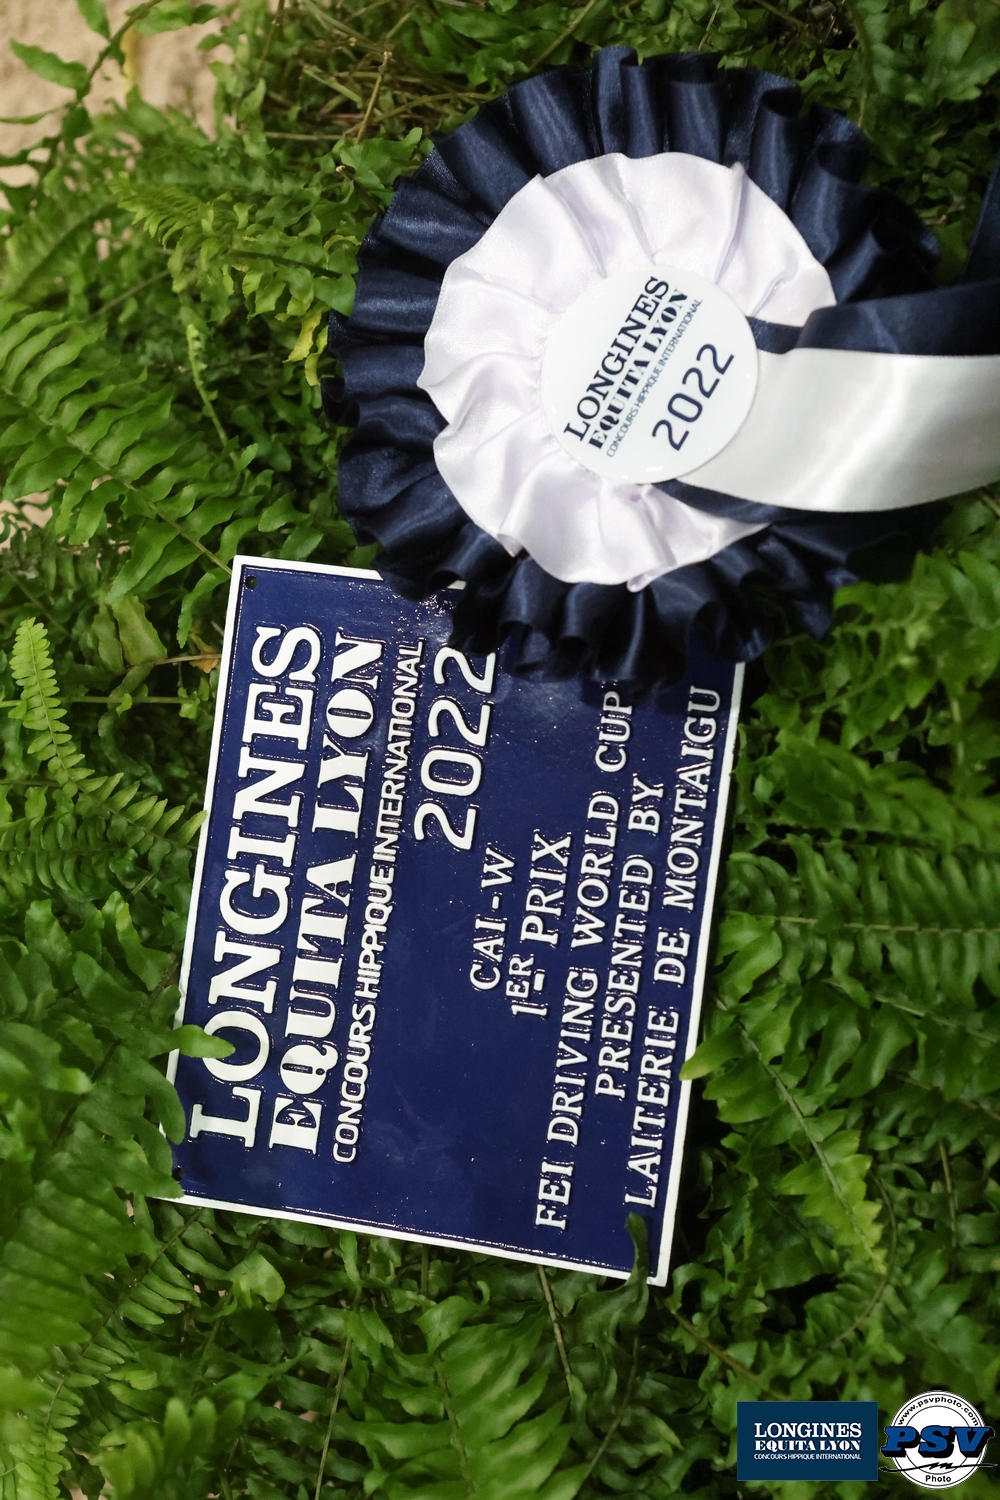 LONGINES
EQUITA LYON
CONCOURS HIPPIQUE INTERNATIONAL
2022
LONGINES
EQUITA LYON
CONCOURS HIPPIQUE INTERNATIONAL
2022
CAI-W
1ER PRIX
FEI DRIVING WORLD CUP
PRESENTED BY
LAITERIE DE MONTAIGU
LONGINES
EQUITA LYON
CONCOURS HIPPIQUE INTERNATIONAL
www.psvphoto.com
PSV
Photo